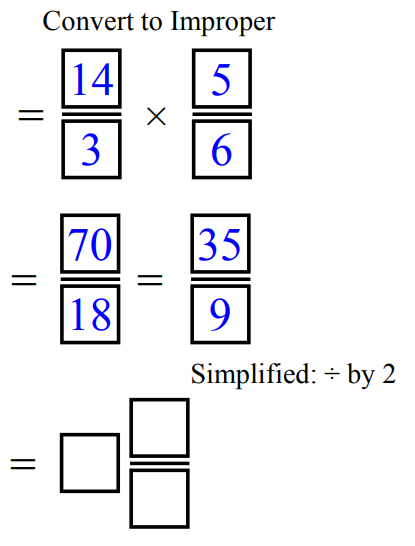 Convert to Improper
= 14/3 × 5/6
= 70/18 = 35/9
Simplified: ÷ by 2
=